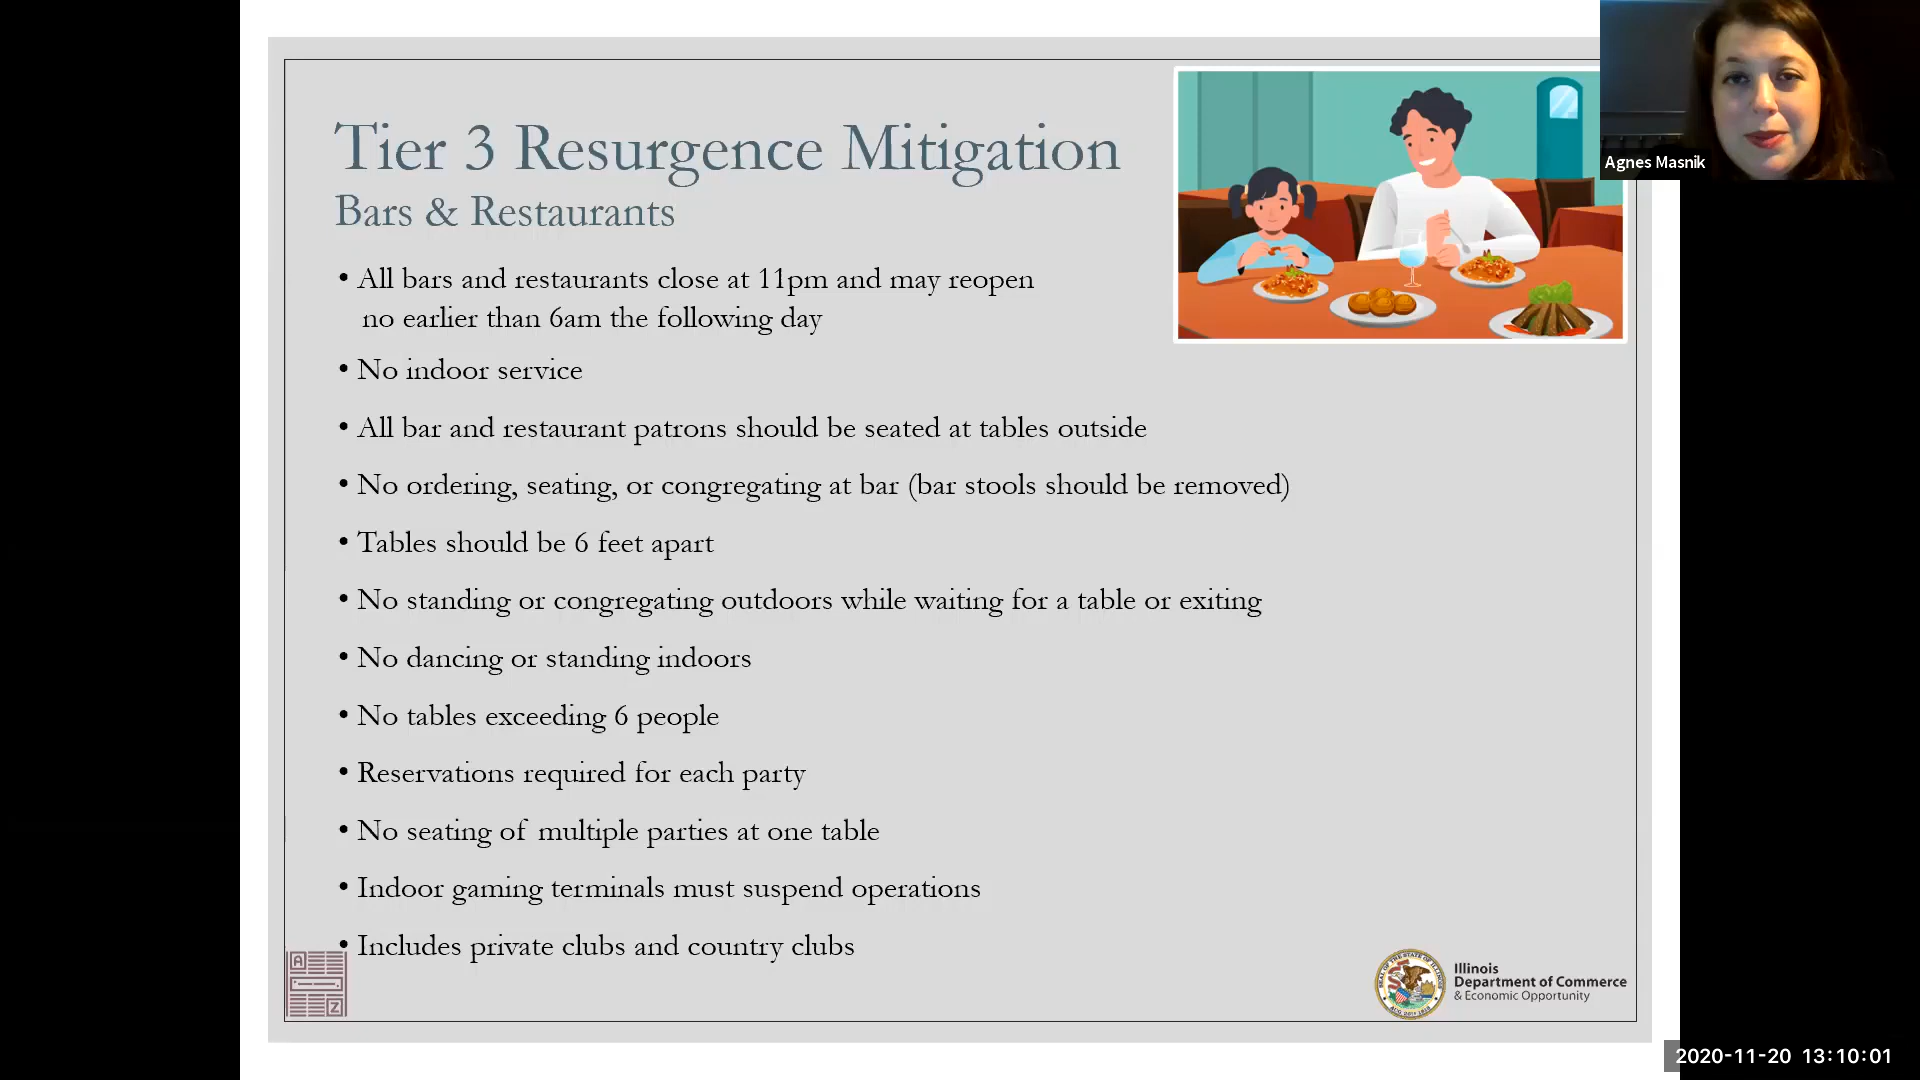 Tier 3 Resurgence Mitigation
Bars & Restaurants
• All bars and restaurants close at 11pm and may reopen
no earlier than 6am the following day
• No indoor service
• All bar and restaurant patrons should be seated at tables outside
• No ordering, seating, or congregating at bar (bar stools should be removed)
• Tables should be 6 feet apart
• No standing or congregating outdoors while waiting for a table or exiting
• No dancing or standing indoors
• No tables exceeding 6 people
• Reservations required for each party
• No seating of multiple parties at one table
• Indoor gaming terminals must suspend operations
• Includes private clubs and country clubs
A
Z
Illinois
Department of Commerce
& Economic Opportunity
Agnes Masnik
2020-11-20 13:10:01